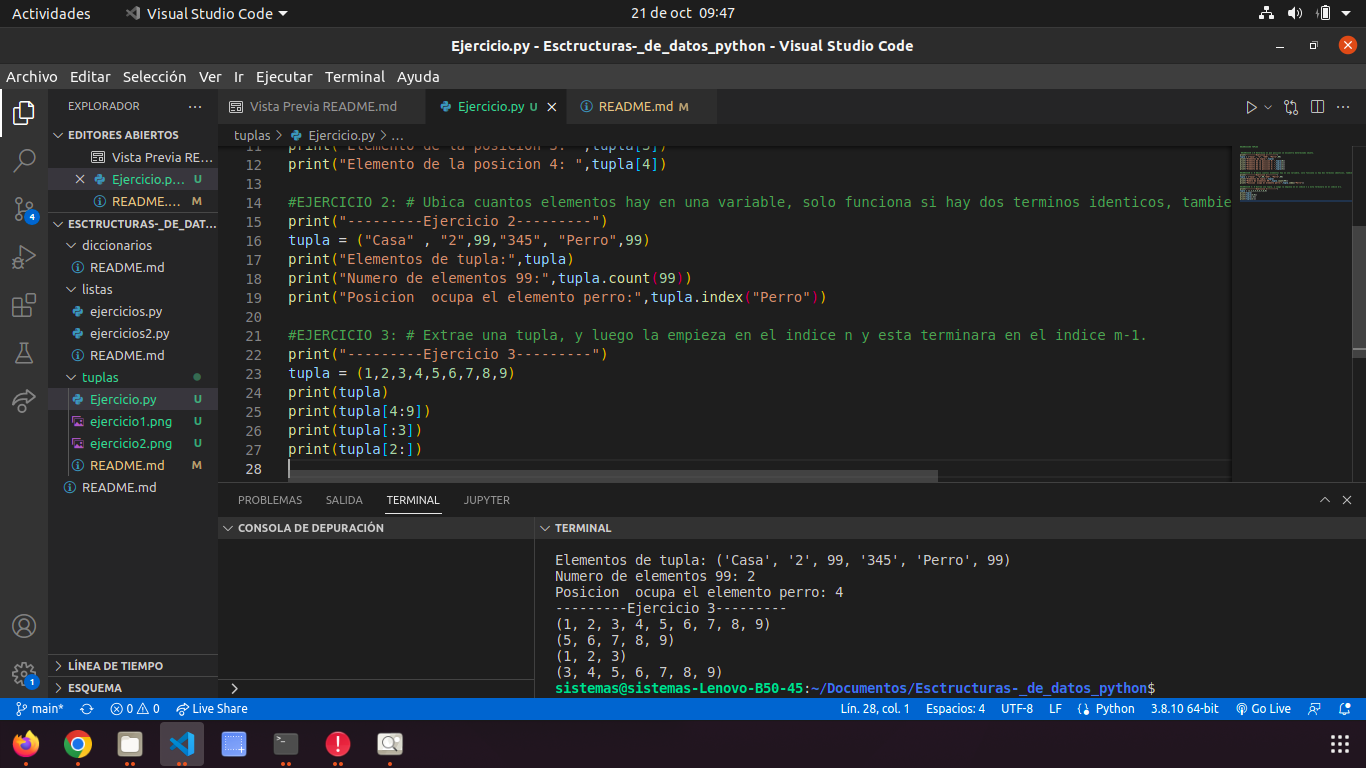 Actividades
Visual Studio Code
21 de oct 09:47
Ejercicio.py - Esctructuras-_de_datos_python - Visual Studio Code
Archivo Editar Selección Ver Ir Ejecutar Terminal Ayuda
EXPLORADOR
EDITORES ABIERTOS
Vista Previa RE...
Ejercicio.p... U
README.... M
ESCTRUCTURAS-_DE_DAT...
diccionarios
README.md
listas
ejercicios.py
ejercicios2.py
README.md
tuplas
Ejercicio.py U
ejercicio1.png U
ejercicio2.png U
README.md M
README.md
LÍNEA DE TIEMPO
ESQUEMA
4
1
Vista Previa README.md
Ejercicio.py U
README.md M
tuplas > Ejercicio.py > ...
11 print("Elemento de la posicion 3: ",tupla[3])
12 print("Elemento de la posicion 4: ",tupla[4])
13
14 #EJERCICIO 2: # Ubica cuantos elementos hay en una variable, solo funciona si hay dos terminos identicos, tambie
15 print("---------Ejercicio 2---------")
16 tupla = ("Casa" , "2",99,"345", "Perro",99)
17 print("Elementos de tupla:",tupla)
18 print("Numero de elementos 99:",tupla.count(99))
19 print("Posicion  ocupa el elemento perro:",tupla.index("Perro"))
20
21 #EJERCICIO 3: # Extrae una tupla, y luego la empieza en el indice n y esta terminara en el indice m-1.
22 print("---------Ejercicio 3---------")
23 tupla = (1,2,3,4,5,6,7,8,9)
24 print(tupla)
25 print(tupla[4:9])
26 print(tupla[:3])
27 print(tupla[2:])
28
PROBLEMAS SALIDA TERMINAL JUPYTER
CONSOLA DE DEPURACIÓN
TERMINAL
Elementos de tupla: ('Casa', '2', 99, '345', 'Perro', 99)
Numero de elementos 99: 2
Posicion  ocupa el elemento perro: 4
---------Ejercicio 3---------
(1, 2, 3, 4, 5, 6, 7, 8, 9)
(5, 6, 7, 8, 9)
(1, 2, 3)
(3, 4, 5, 6, 7, 8, 9)
sistemas@sistemas-Lenovo-B50-45:~/Documentos/Esctructuras-_de_datos_python$
main* 0 0 Live Share
Lín. 28, col. 1 Espacios: 4 UTF-8 LF Python 3.8.10 64-bit Go Live